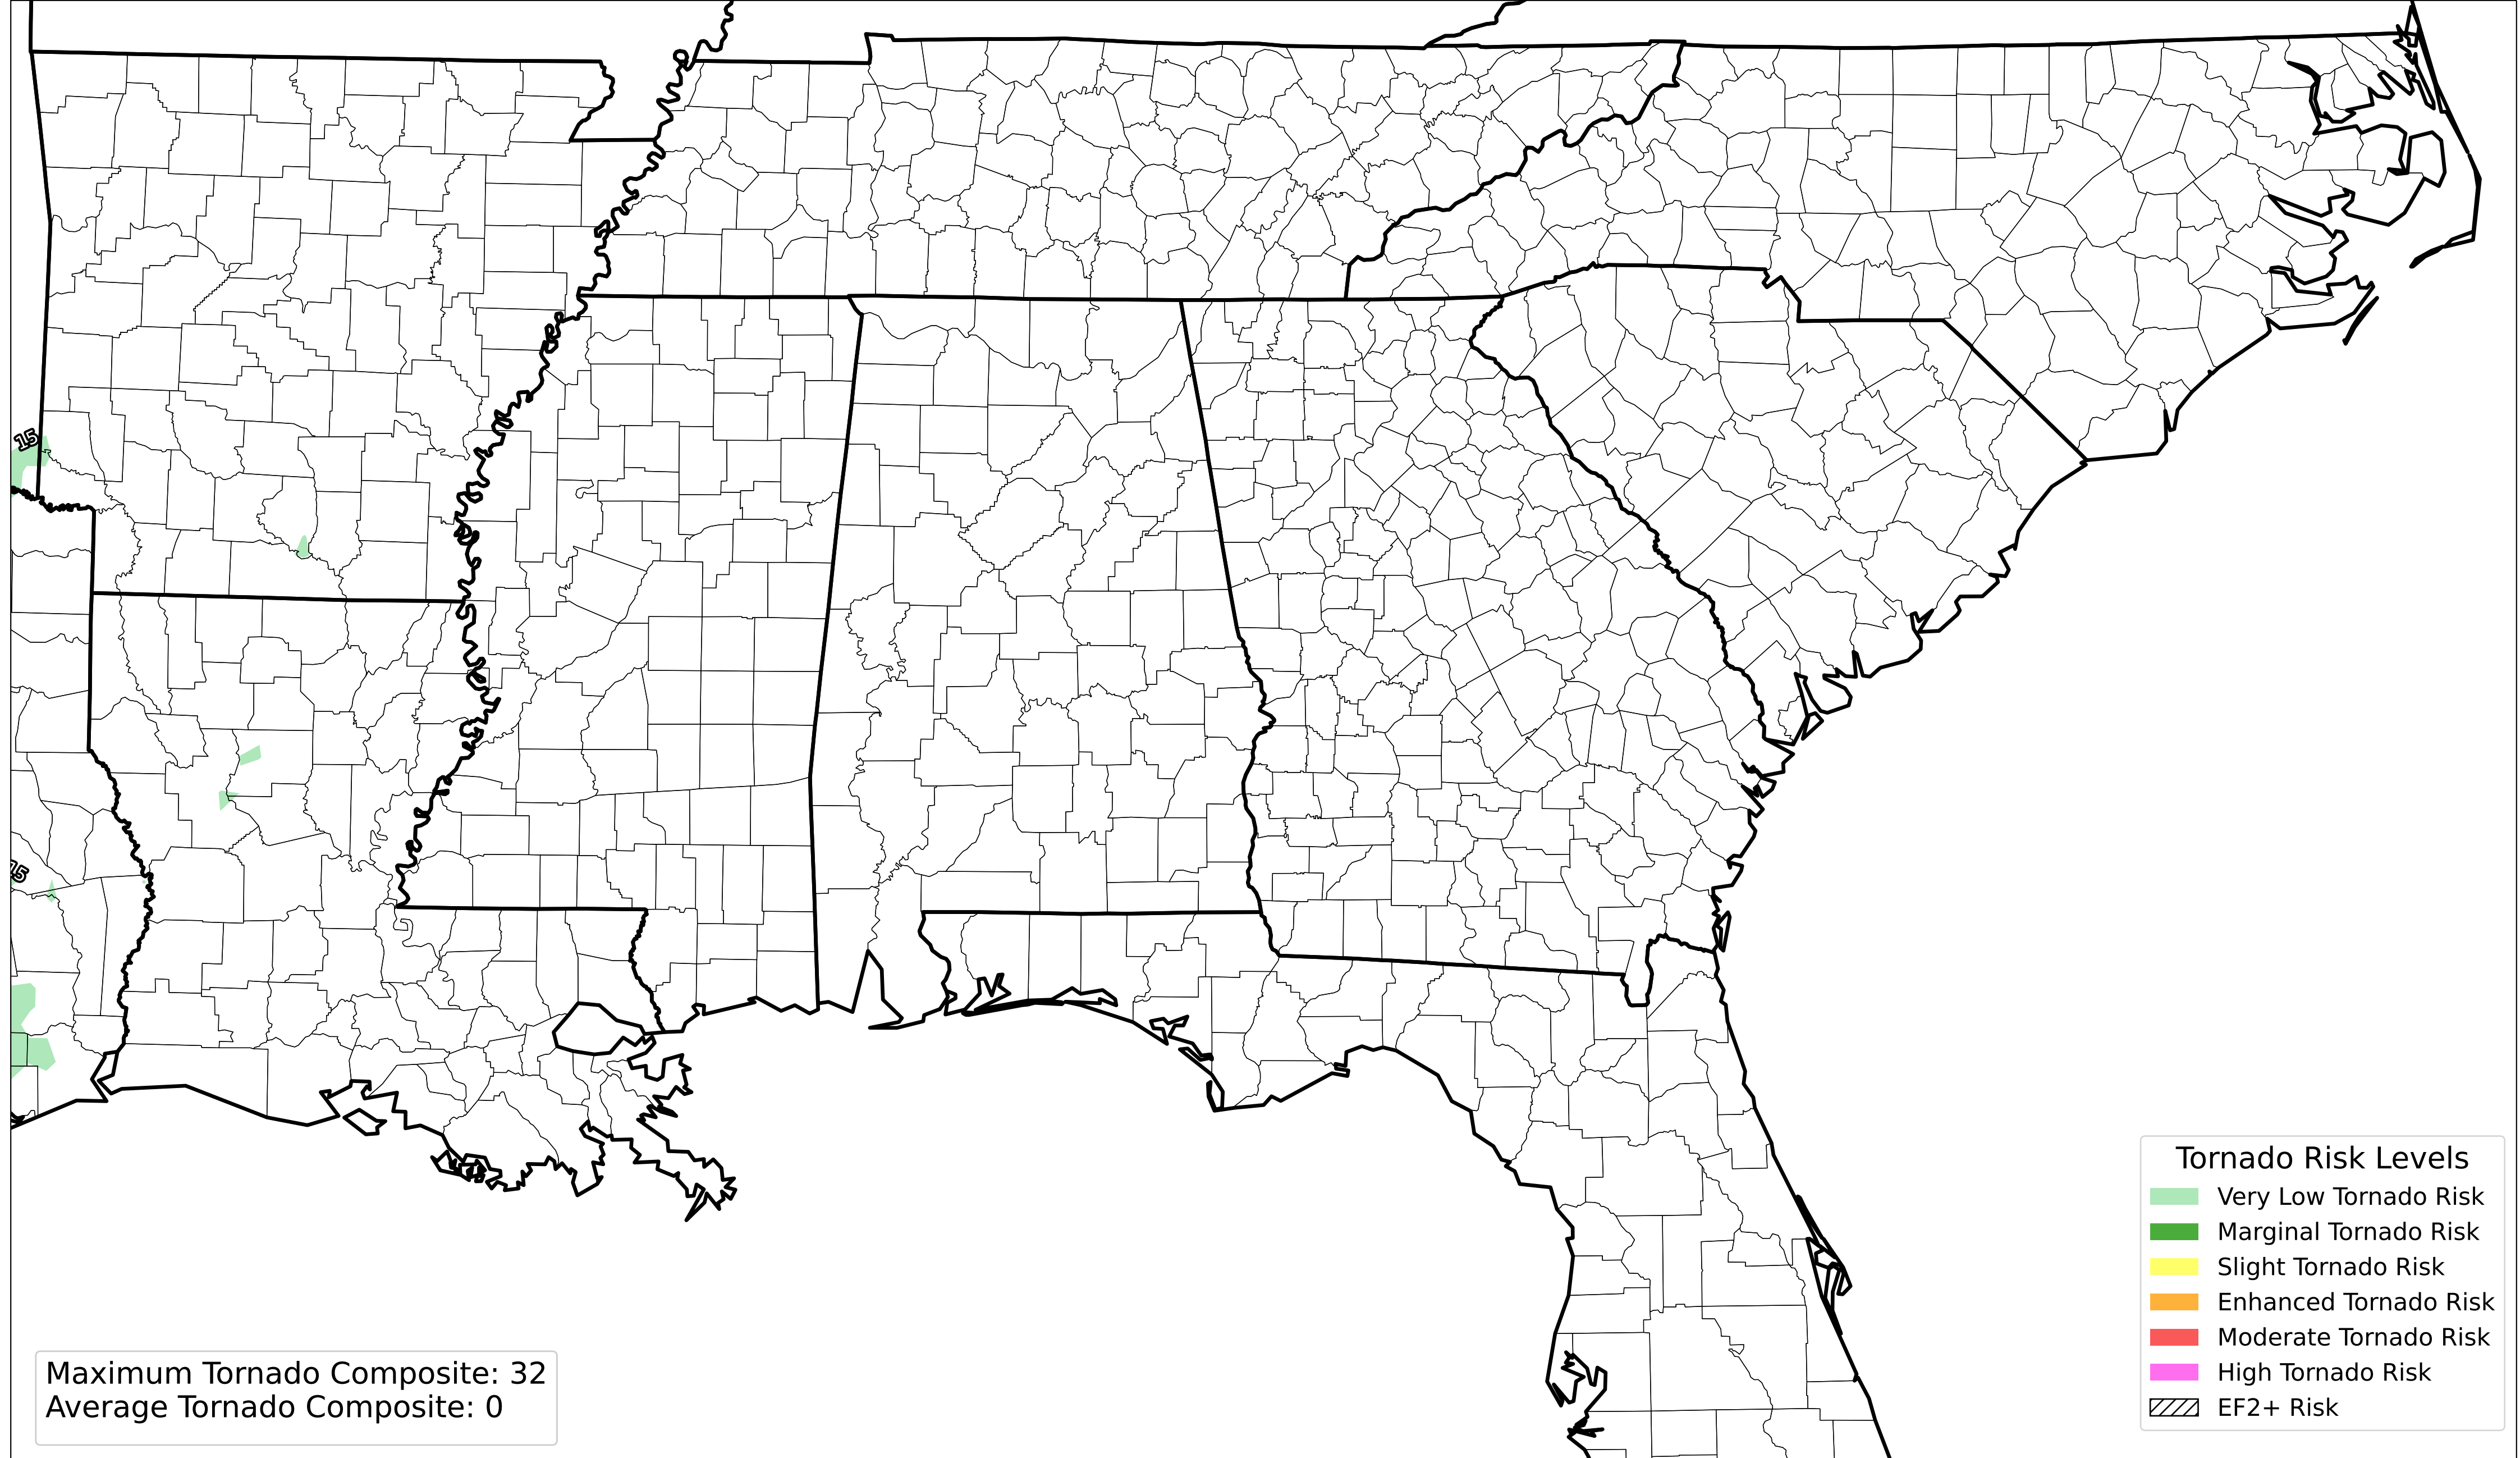 15
15
Tornado Risk Levels
Very Low Tornado Risk
Marginal Tornado Risk
Slight Tornado Risk
Enhanced Tornado Risk
Moderate Tornado Risk
High Tornado Risk
EF2+ Risk
Maximum Tornado Composite: 32
Average Tornado Composite: 0